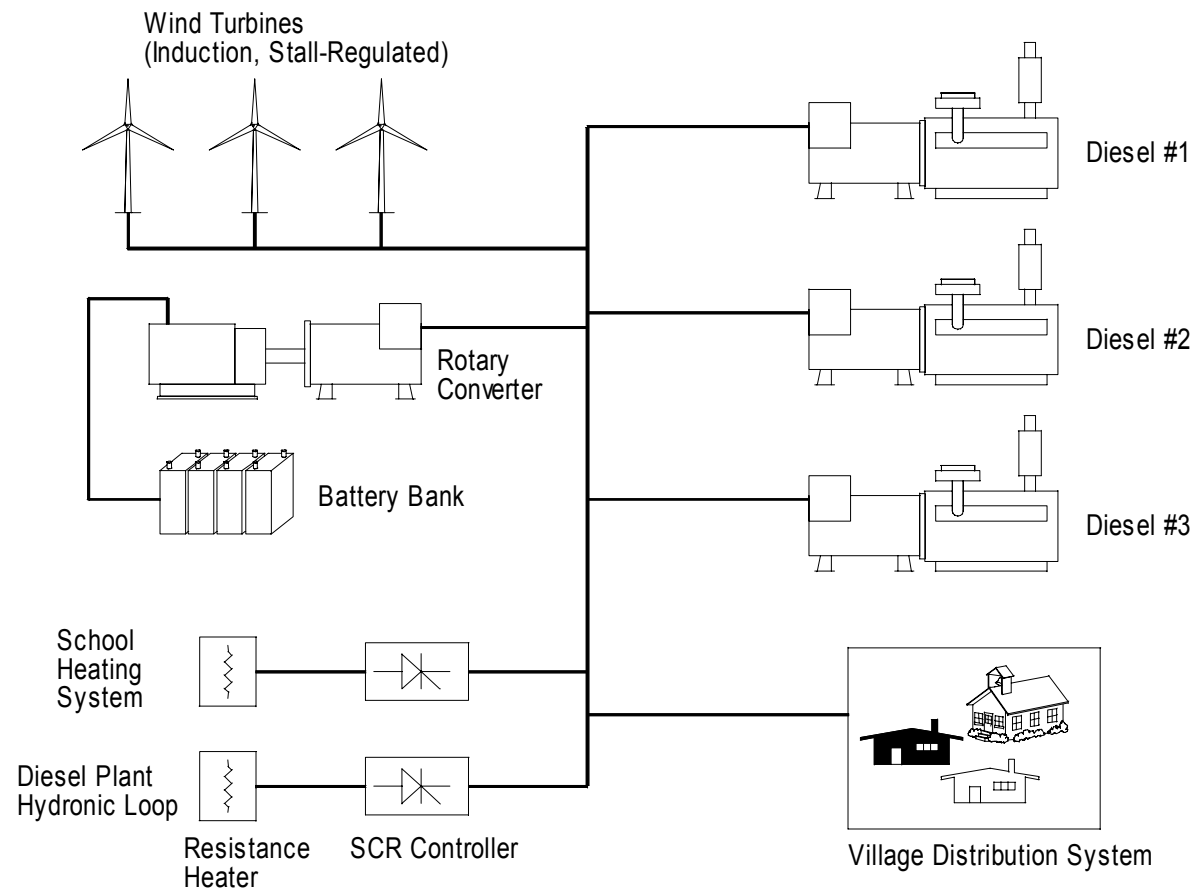 Wind Turbines
(Induction, Stall-Regulated)
Diesel #1
Diesel #2
Rotary
Converter
Battery Bank
Diesel #3
School
Heating
System
Diesel Plant
Hydronic Loop
Resistance
Heater
SCR Controller
Village Distribution System